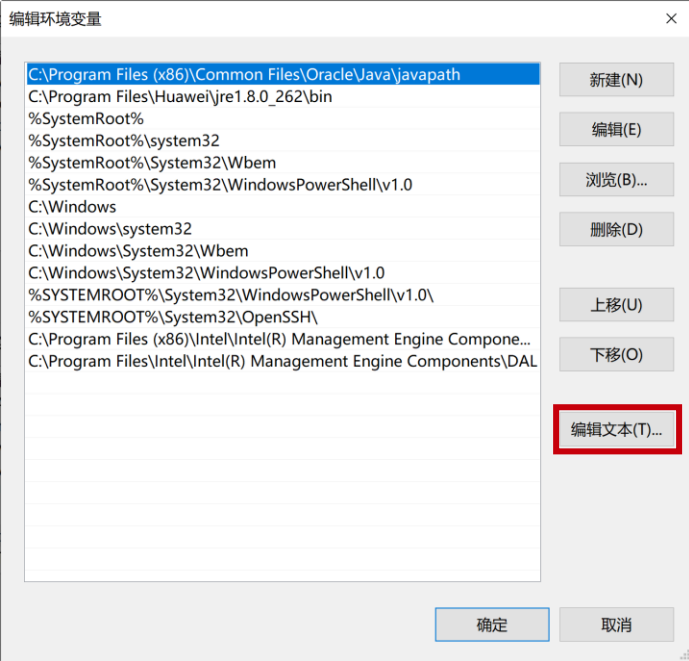 编辑环境变量
C:\Program Files (x86)\Common Files\Oracle\Java\javapath
C:\Program Files\Huawei\jre1.8.0_262\bin
%SystemRoot%
%SystemRoot%\system32
%SystemRoot%\System32\Wbem
%SystemRoot%\System32\WindowsPowerShell\v1.0
C:\Windows
C:\Windows\system32
C:\Windows\System32\Wbem
C:\Windows\System32\WindowsPowerShell\v1.0
%SYSTEMROOT%\System32\WindowsPowerShell\v1.0\
%SYSTEMROOT%\System32\OpenSSH\
C:\Program Files (x86)\Intel\Intel(R) Management Engine Compone...
C:\Program Files\Intel\Intel(R) Management Engine Components\DAL
新建(N)
编辑(E)
浏览(B)...
删除(D)
上移(U)
下移(O)
编辑文本(T)...
确定
取消